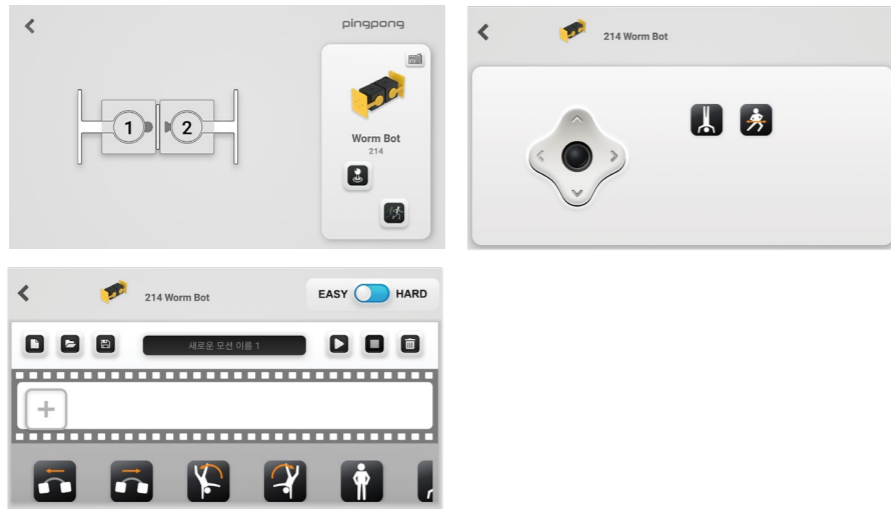 pingpong
1 2
Worm Bot
214
214 Worm Bot
214 Worm Bot
EASY HARD
새로운 모션 이름 1